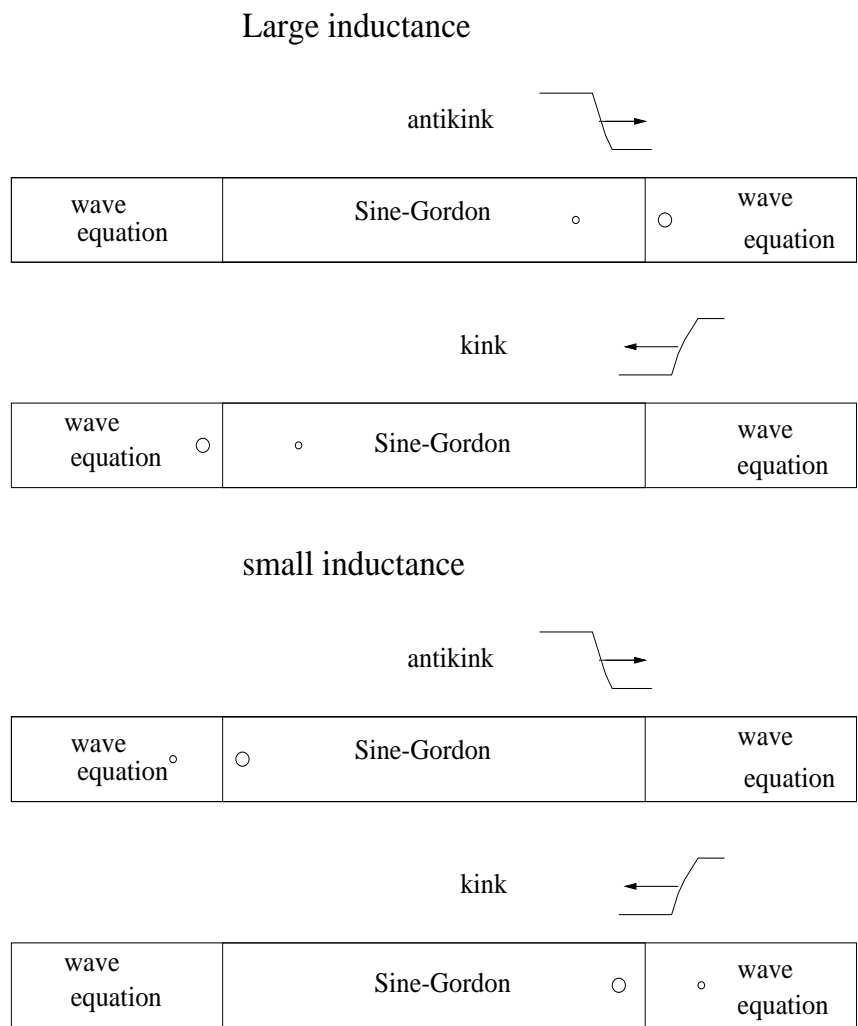 Large inductance
antikink
wave
equation
Sine-Gordon
wave
equation
kink
wave
equation
Sine-Gordon
wave
equation
small inductance
antikink
wave
equation
Sine-Gordon
wave
equation
kink
wave
equation
Sine-Gordon
wave
equation